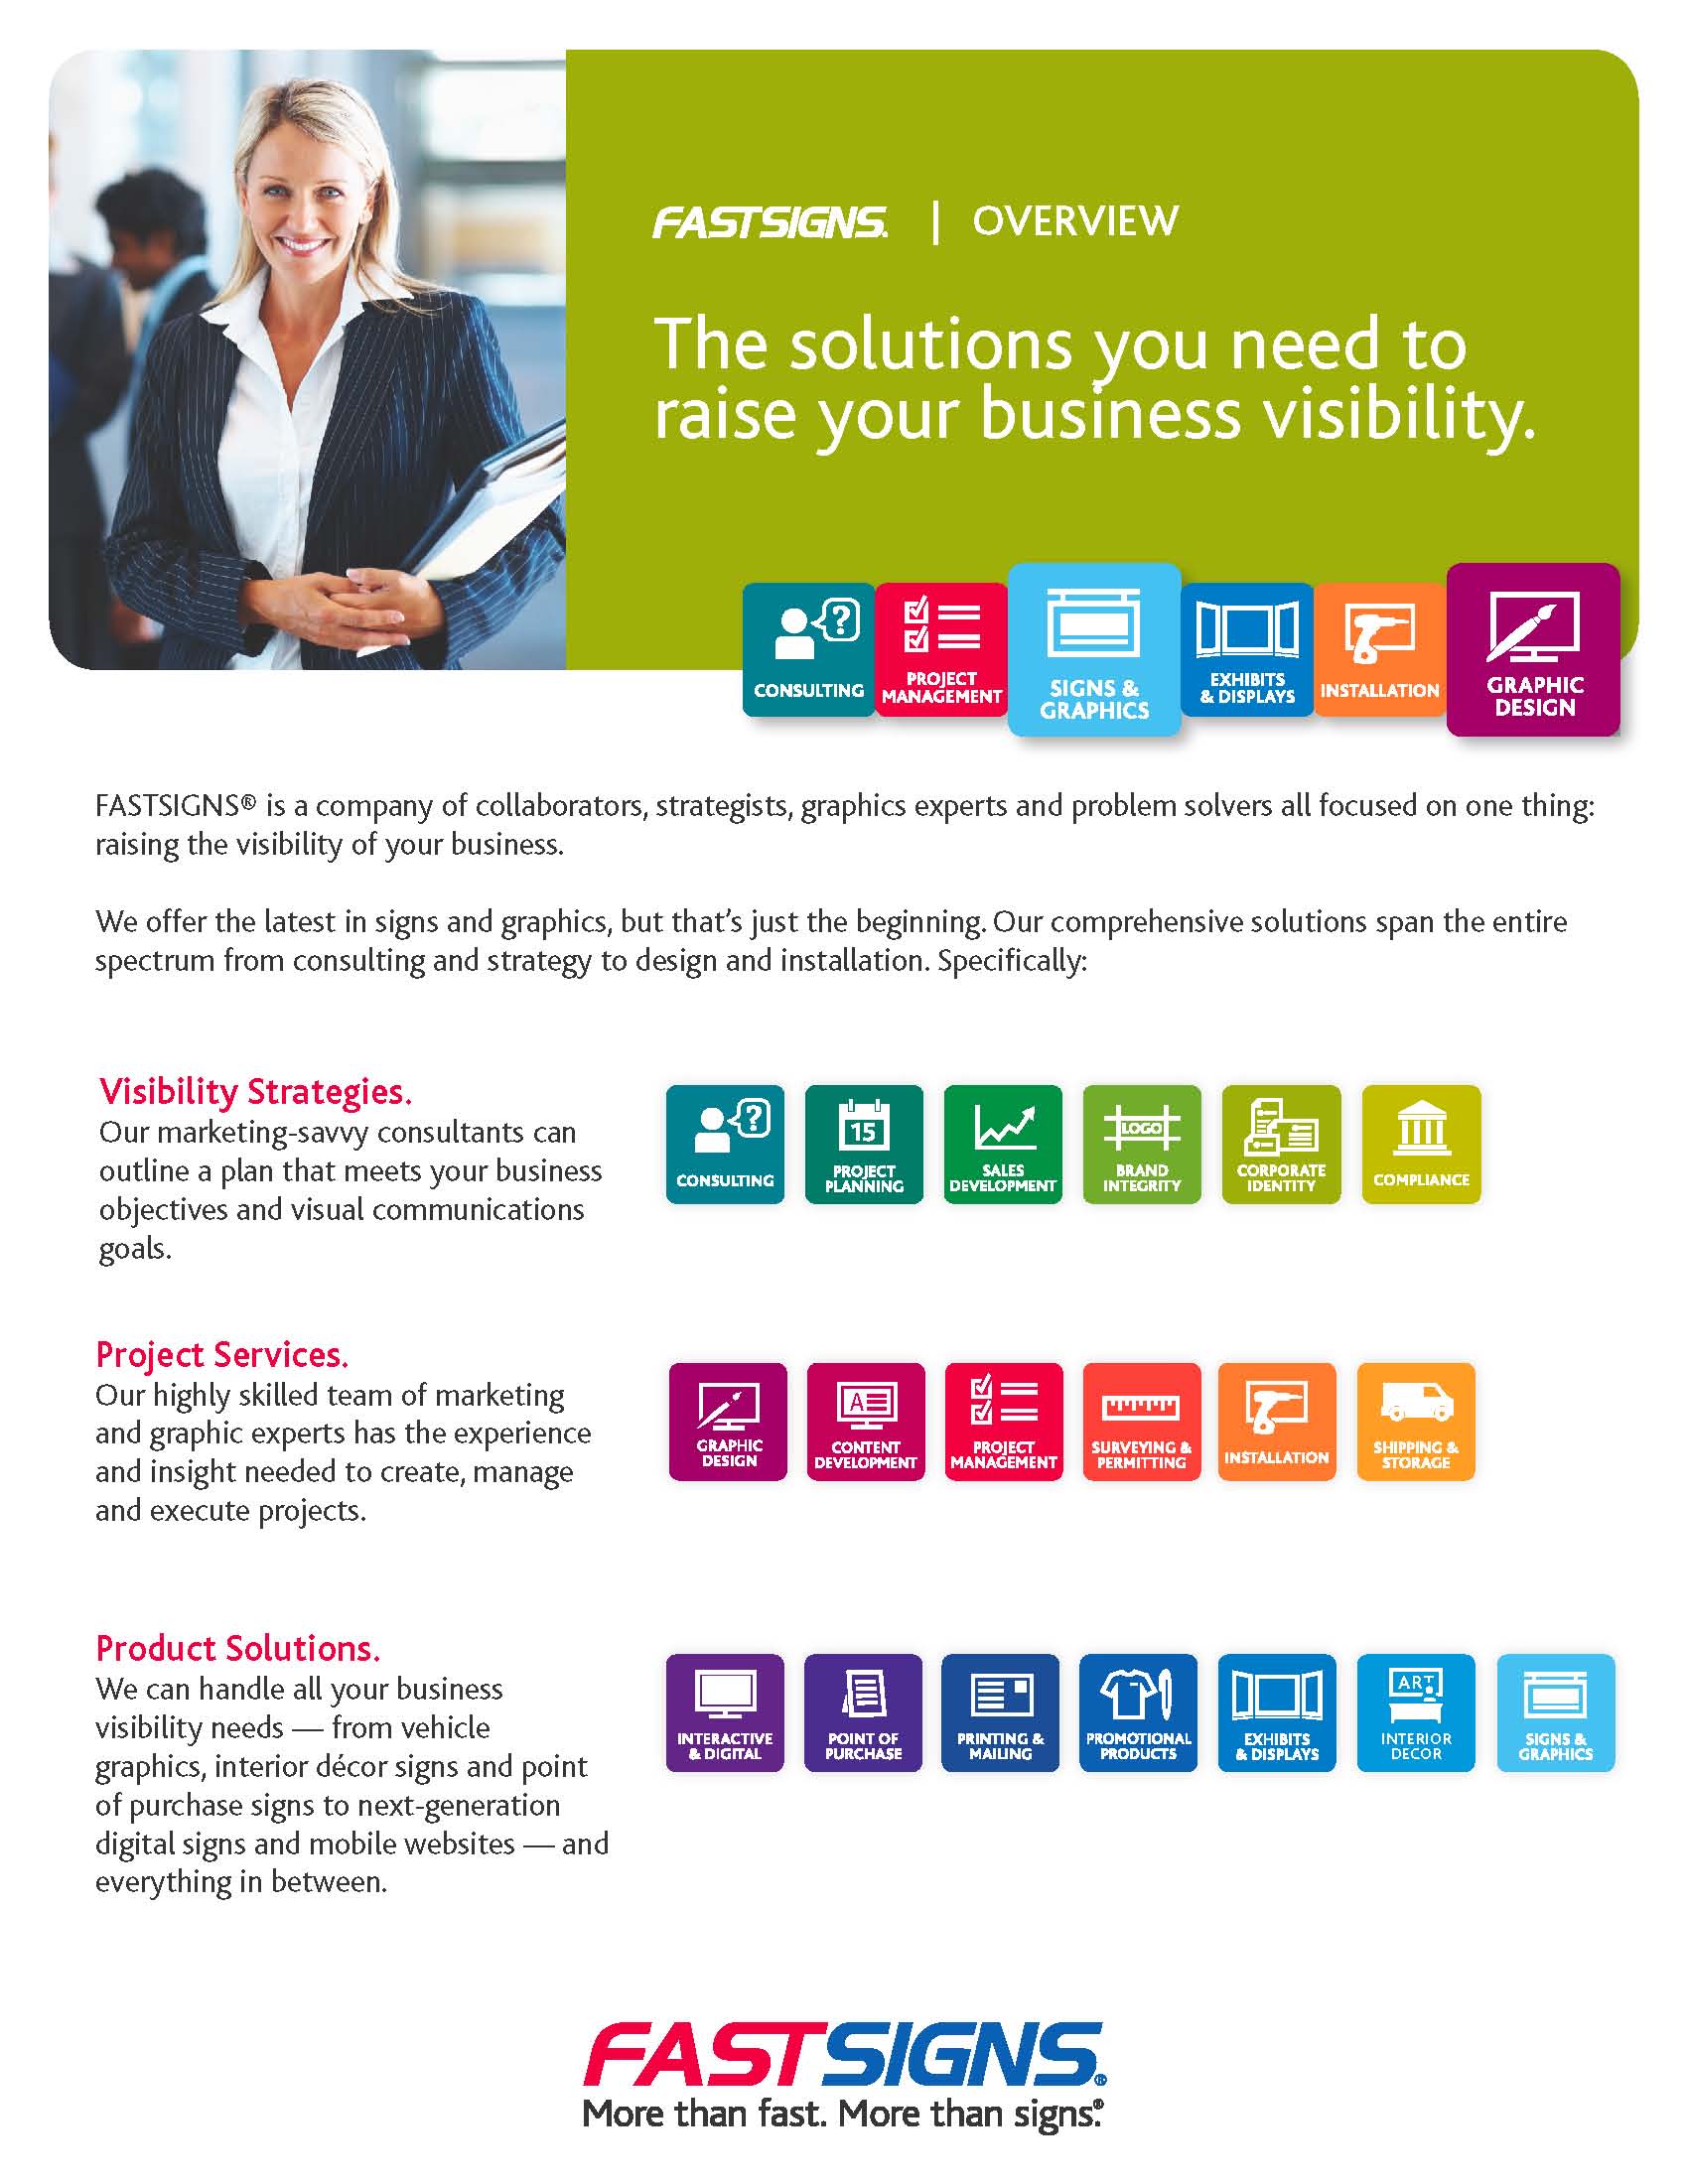 FASTSIGNS. | OVERVIEW
The solutions you need to
raise your business visibility.
CONSULTING
PROJECT
MANAGEMENT
SIGNS &
GRAPHICS
EXHIBITS
& DISPLAYS
INSTALLATION
GRAPHIC
DESIGN
FASTSIGNS® is a company of collaborators, strategists, graphics experts and problem solvers all focused on one thing:
raising the visibility of your business.
We offer the latest in signs and graphics, but that's just the beginning. Our comprehensive solutions span the entire
spectrum from consulting and strategy to design and installation. Specifically:
Visibility Strategies.
Our marketing-savvy consultants can
outline a plan that meets your business
objectives and visual communications
goals.
?
CONSULTING
15
PROJECT
PLANNING
SALES
DEVELOPMENT
LOGO
BRAND
INTEGRITY
CORPORATE
IDENTITY
COMPLIANCE
Project Services.
Our highly skilled team of marketing
and graphic experts has the experience
and insight needed to create, manage
and execute projects.
GRAPHIC
DESIGN
A
CONTENT
DEVELOPMENT
PROJECT
MANAGEMENT
SURVEYING &
PERMITTING
INSTALLATION
SHIPPING &
STORAGE
Product Solutions.
We can handle all your business
visibility needs — from vehicle
graphics, interior décor signs and point
of purchase signs to next-generation
digital signs and mobile websites — and
everything in between.
INTERACTIVE
& DIGITAL
POINT OF
PURCHASE
PRINTING &
MAILING
PROMOTIONAL
PRODUCTS
EXHIBITS
& DISPLAYS
ART
INTERIOR
DECOR
SIGNS &
GRAPHICS
FASTSIGNS®
More than fast. More than signs.®